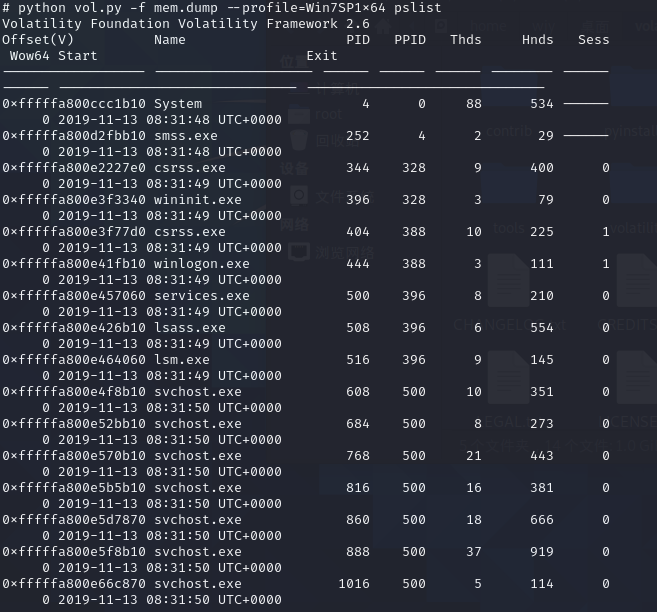 # python vol.py -f mem.dump --profile=Win7SP1×64 pslist
Volatility Foundation Volatility Framework 2.6
Offset(V) Name PID PPID Thds Hnds Sess
Wow64 Start Exit
0×fffffa800ccc1b10 System 4 0 88 534 ------
0 2019-11-13 08:31:48 UTC+0000
0×fffffa800d2fbb10 smss.exe 252 4 2 29 ------
0 2019-11-13 08:31:48 UTC+0000
0×fffffa800e2227e0 csrss.exe 344 328 9 400 0
0 2019-11-13 08:31:49 UTC+0000
0×fffffa800e3f3340 wininit.exe 396 328 3 79 0
0 2019-11-13 08:31:49 UTC+0000
0×fffffa800e3f77d0 csrss.exe 404 388 10 225 1
0 2019-11-13 08:31:49 UTC+0000
0×fffffa800e41fb10 winlogon.exe 444 388 3 111 1
0 2019-11-13 08:31:49 UTC+0000
0×fffffa800e457060 services.exe 500 396 8 210 0
0 2019-11-13 08:31:49 UTC+0000
0×fffffa800e426b10 lsass.exe 508 396 6 554 0
0 2019-11-13 08:31:49 UTC+0000
0×fffffa800e464060 lsm.exe 516 396 9 145 0
0 2019-11-13 08:31:49 UTC+0000
0×fffffa800e4f8b10 svchost.exe 608 500 10 351 0
0 2019-11-13 08:31:50 UTC+0000
0×fffffa800e52bb10 svchost.exe 684 500 8 273 0
0 2019-11-13 08:31:50 UTC+0000
0×fffffa800e570b10 svchost.exe 768 500 21 443 0
0 2019-11-13 08:31:50 UTC+0000
0×fffffa800e5b5b10 svchost.exe 816 500 16 381 0
0 2019-11-13 08:31:50 UTC+0000
0×fffffa800e5d7870 svchost.exe 860 500 18 666 0
0 2019-11-13 08:31:50 UTC+0000
0×fffffa800e5f8b10 svchost.exe 888 500 37 919 0
0 2019-11-13 08:31:50 UTC+0000
0×fffffa800e66c870 svchost.exe 1016 500 5 114 0
0 2019-11-13 08:31:50 UTC+0000